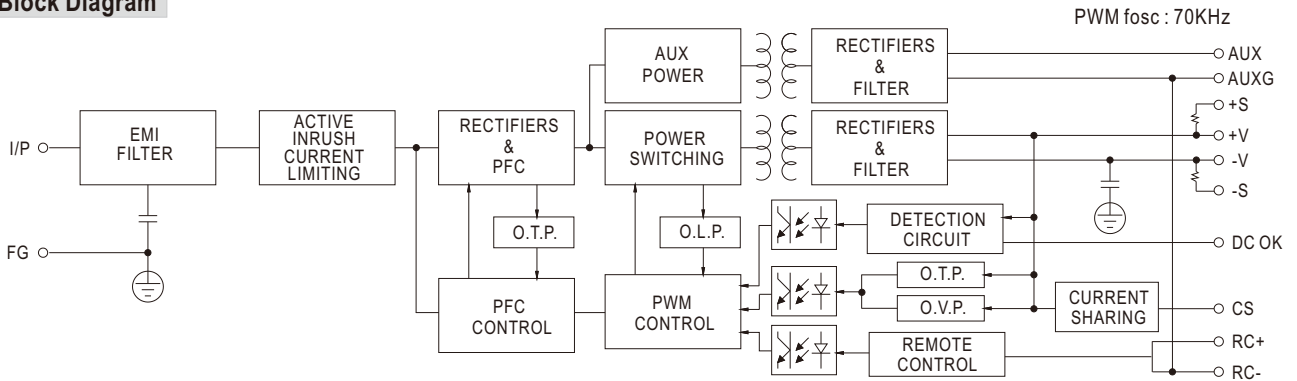 Block Diagram
PWM fosc : 70KHz
I/P
FG
EMI
FILTER
ACTIVE
INRUSH
CURRENT
LIMITING
RECTIFIERS
&
PFC
O.T.P.
PFC
CONTROL
AUX
POWER
POWER
SWITCHING
O.L.P.
PWM
CONTROL
RECTIFIERS
&
FILTER
RECTIFIERS
&
FILTER
DETECTION
CIRCUIT
O.T.P.
O.V.P.
REMOTE
CONTROL
CURRENT
SHARING
AUX
AUXG
+S
+V
-V
-S
DC OK
CS
RC+
RC-